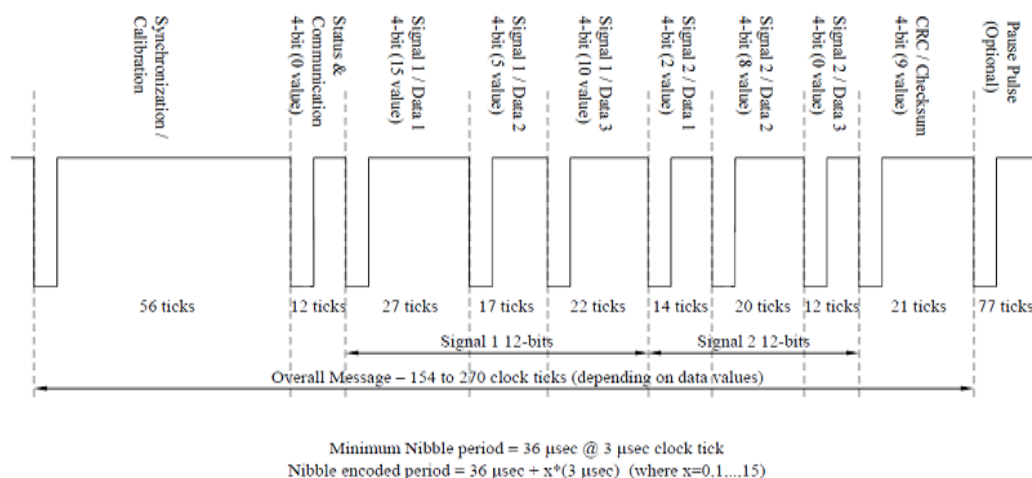 Synchronization /
Calibration
Status &
Communication
4-bit (0 value)
Signal 1 / Data 1
4-bit (15 value)
Signal 1 / Data 2
4-bit (5 value)
Signal 1 / Data 3
4-bit (10 value)
Signal 2 / Data 1
4-bit (2 value)
Signal 2 / Data 2
4-bit (8 value)
Signal 2 / Data 3
4-bit (0 value)
CRC / Checksum
4-bit (9 value)
Pause Pulse
(Optional)
56 ticks
12 ticks
27 ticks
17 ticks
22 ticks
14 ticks
20 ticks
12 ticks
21 ticks
77 ticks
Signal 1 12-bits
Signal 2 12-bits
Overall Message – 154 to 270 clock ticks (depending on data values)
Minimum Nibble period = 36 µsec @ 3 µsec clock tick
Nibble encoded period = 36 µsec + x*(3 µsec) (where x=0,1,...,15)